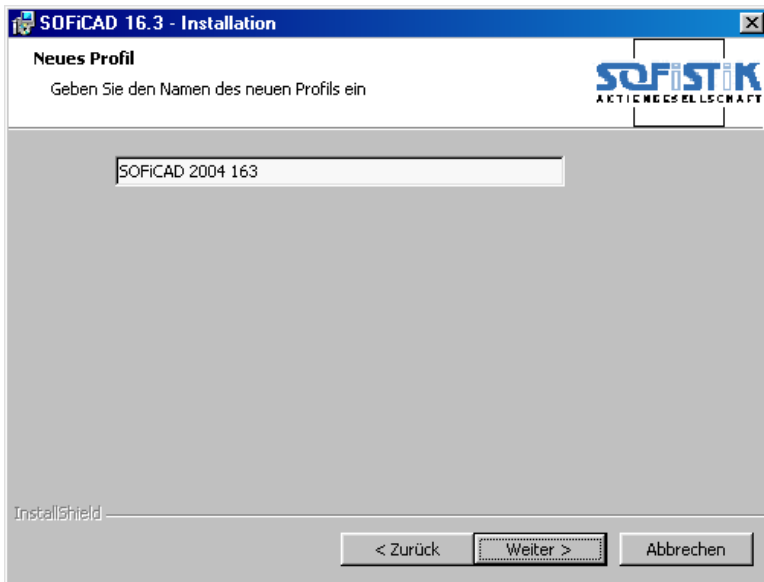 SOFiCAD 16.3 - Installation
Neues Profil
Geben Sie den Namen des neuen Profils ein
SOFiSTiK
AKTIENGESELLSCHAFT
SOFiCAD 2004 163
InstallShield
< Zurück Weiter > Abbrechen